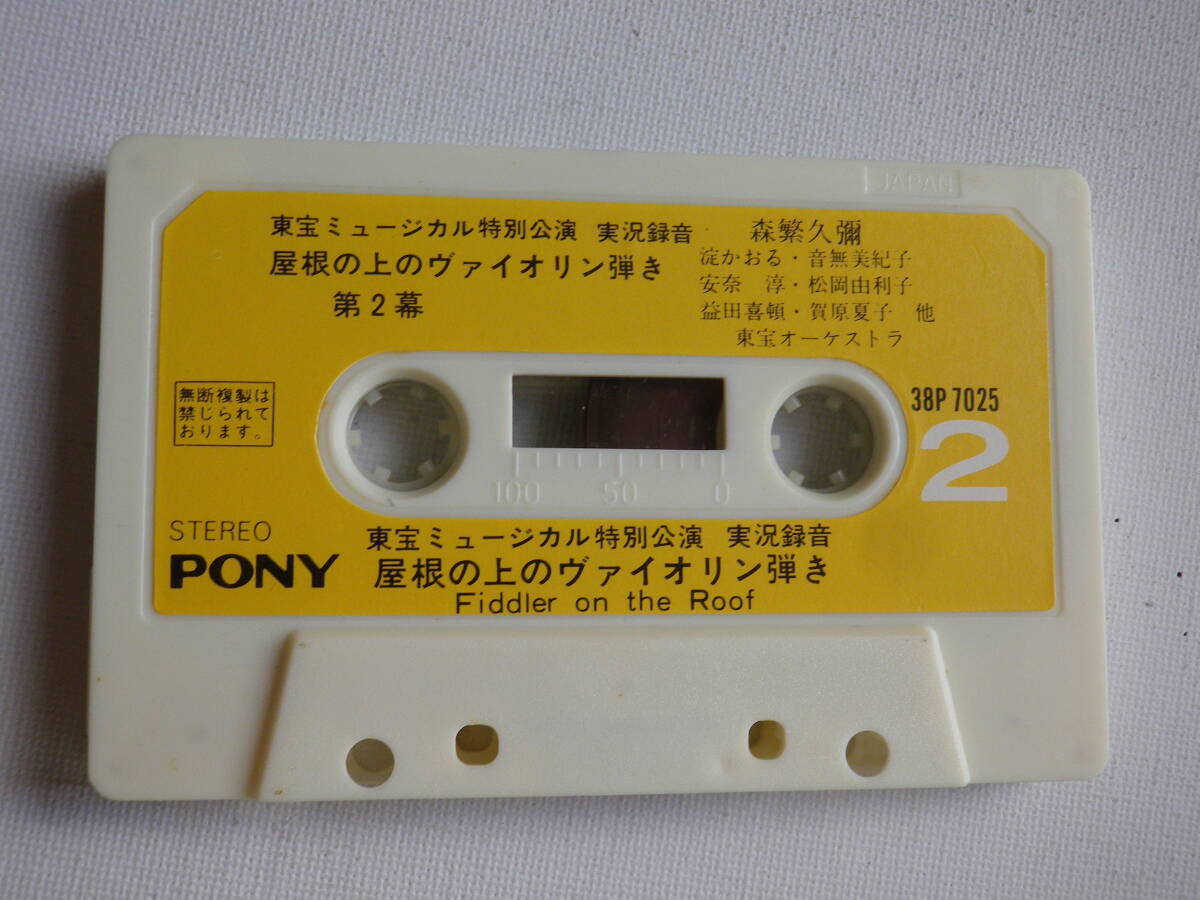 JAPAN
東宝ミュージカル特別公演 実況録音
屋根の上のヴァイオリン弾き
第2幕
森繁久彌
淀かおる・音無美紀子
安奈 淳・松岡由利子
益田喜頓・賀原夏子 他
東宝オーケストラ
無断複製は
禁じられて
おります。
38P 7025
2
100 50 0
STEREO
PONY
東宝ミュージカル特別公演 実況録音
屋根の上のヴァイオリン弾き
Fiddler on the Roof